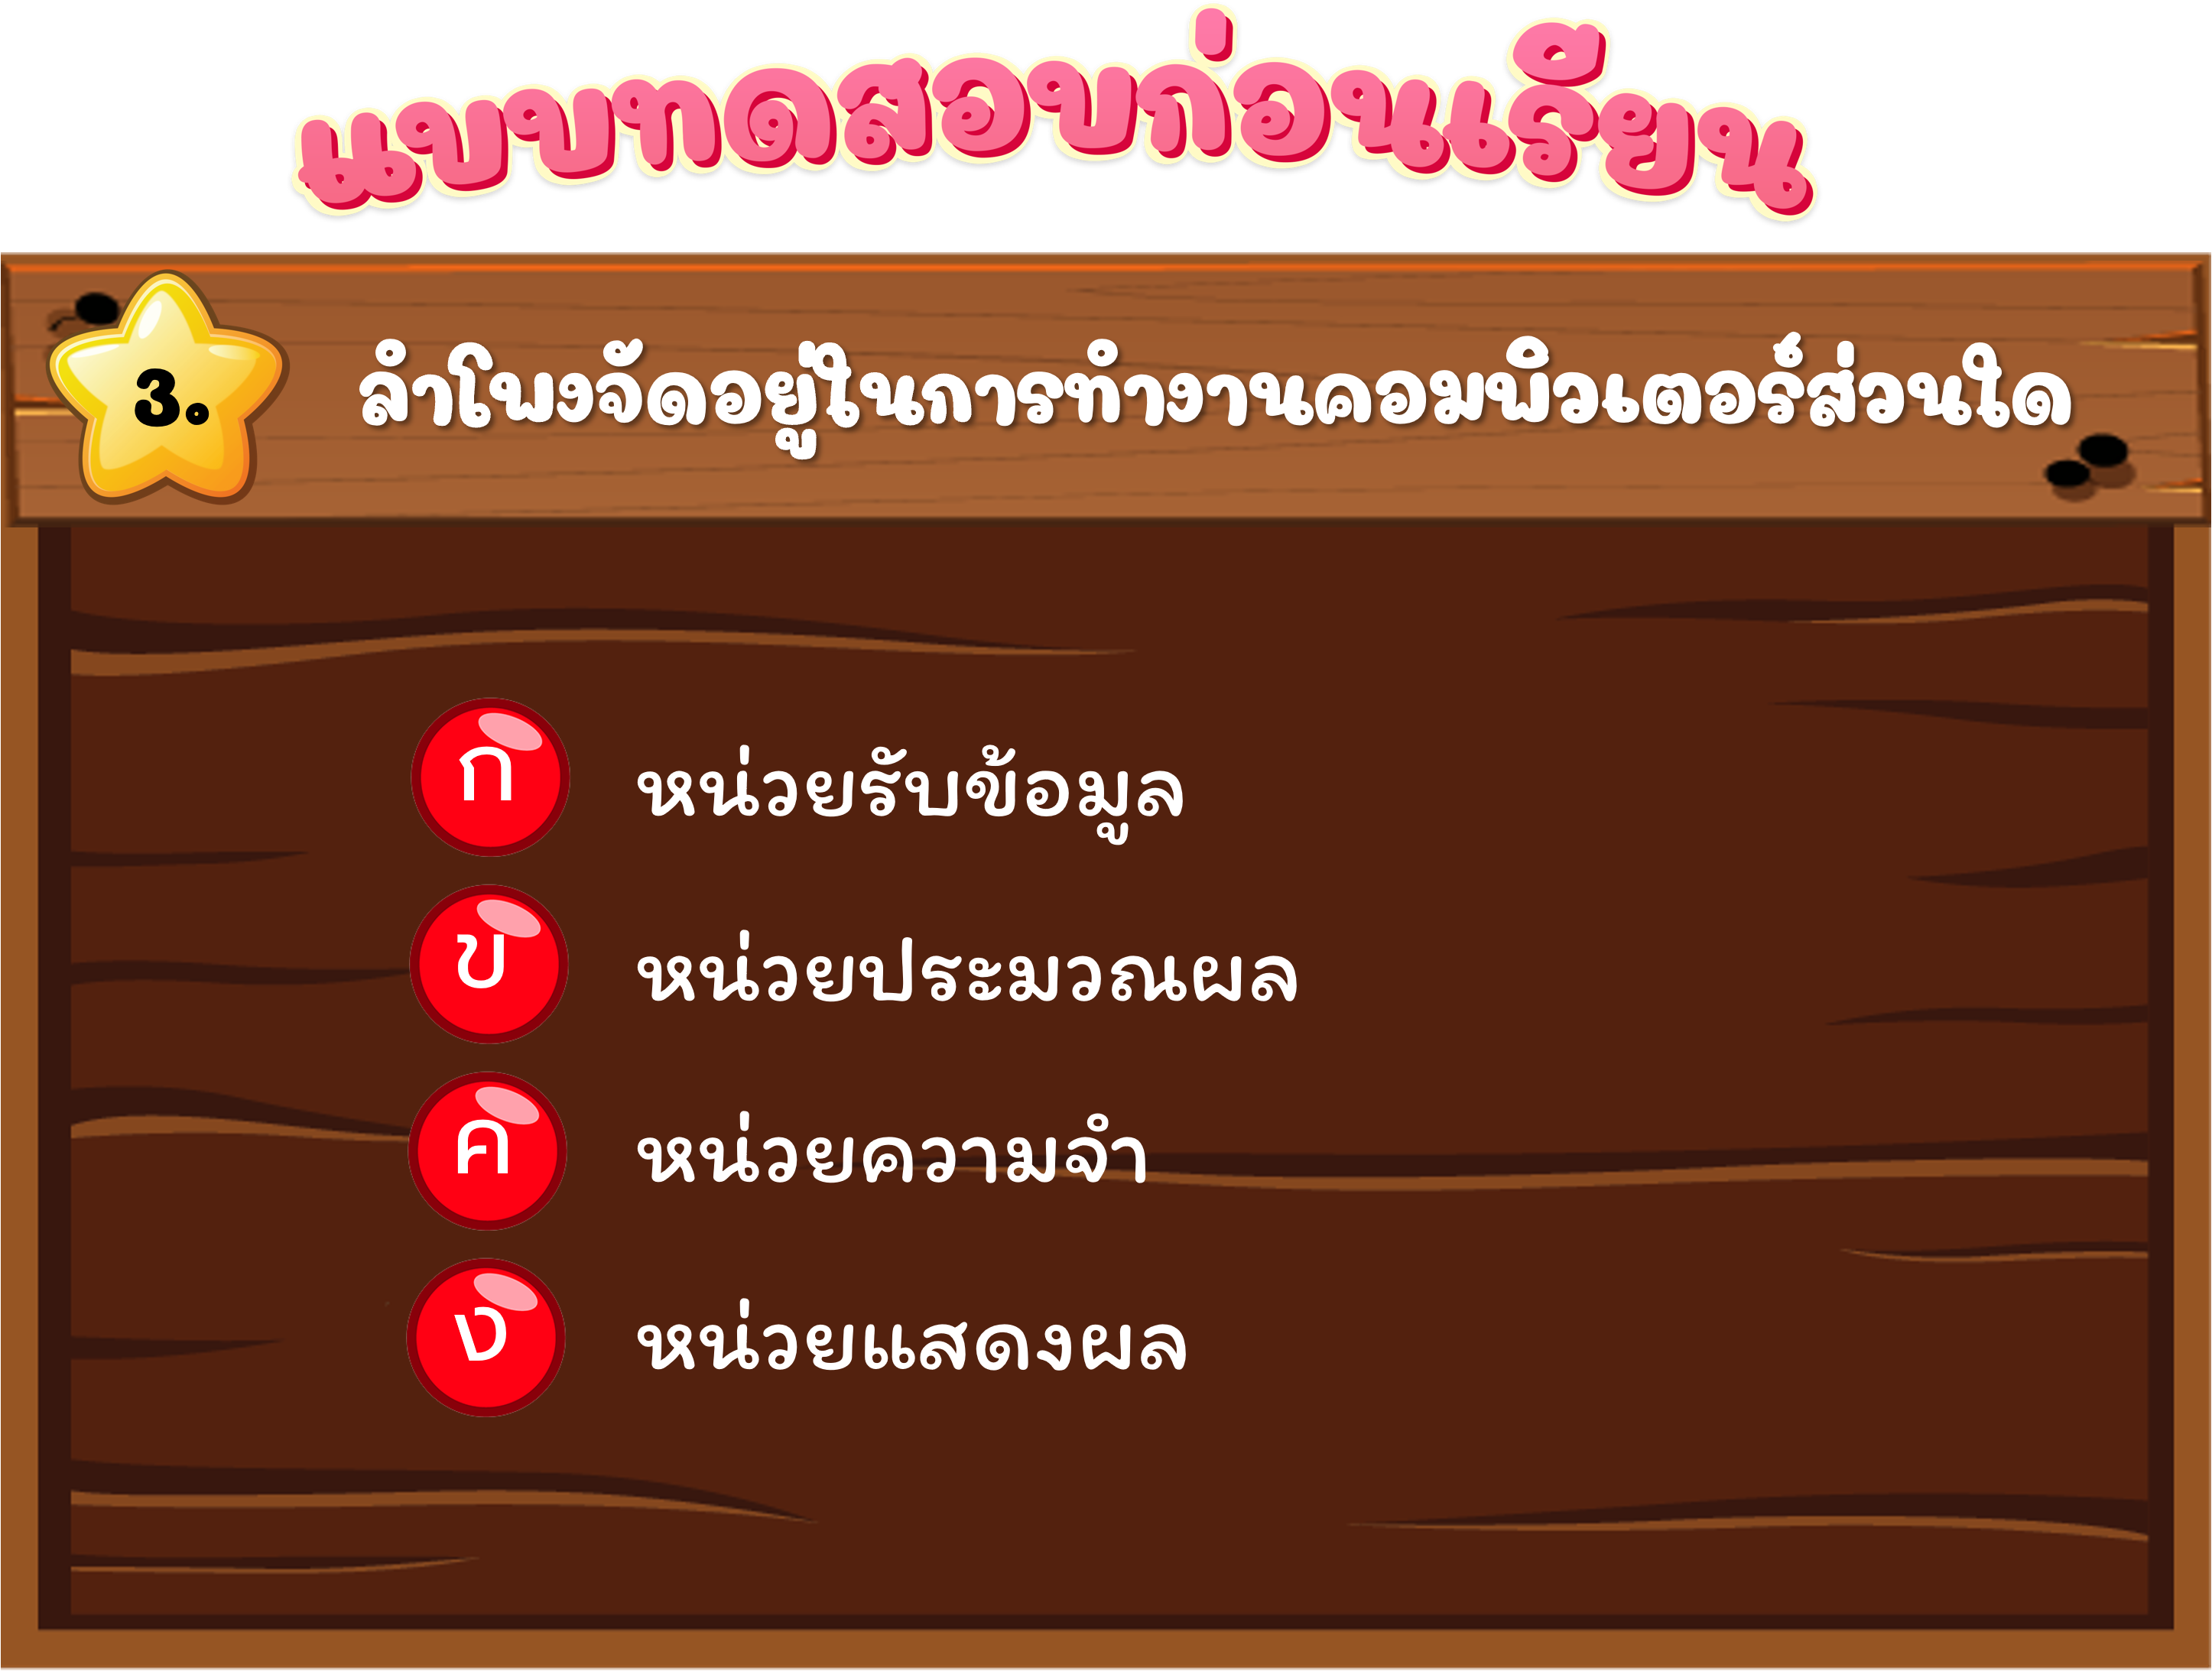 แบบทดสอบก่อนเรียน
3. ลำโพงจัดอยู่ในการทำงานคอมพิวเตอร์ส่วนใด
ก หน่วยรับข้อมูล
ข หน่วยประมวณผล
ค หน่วยความจำ
ง หน่วยแสดงผล